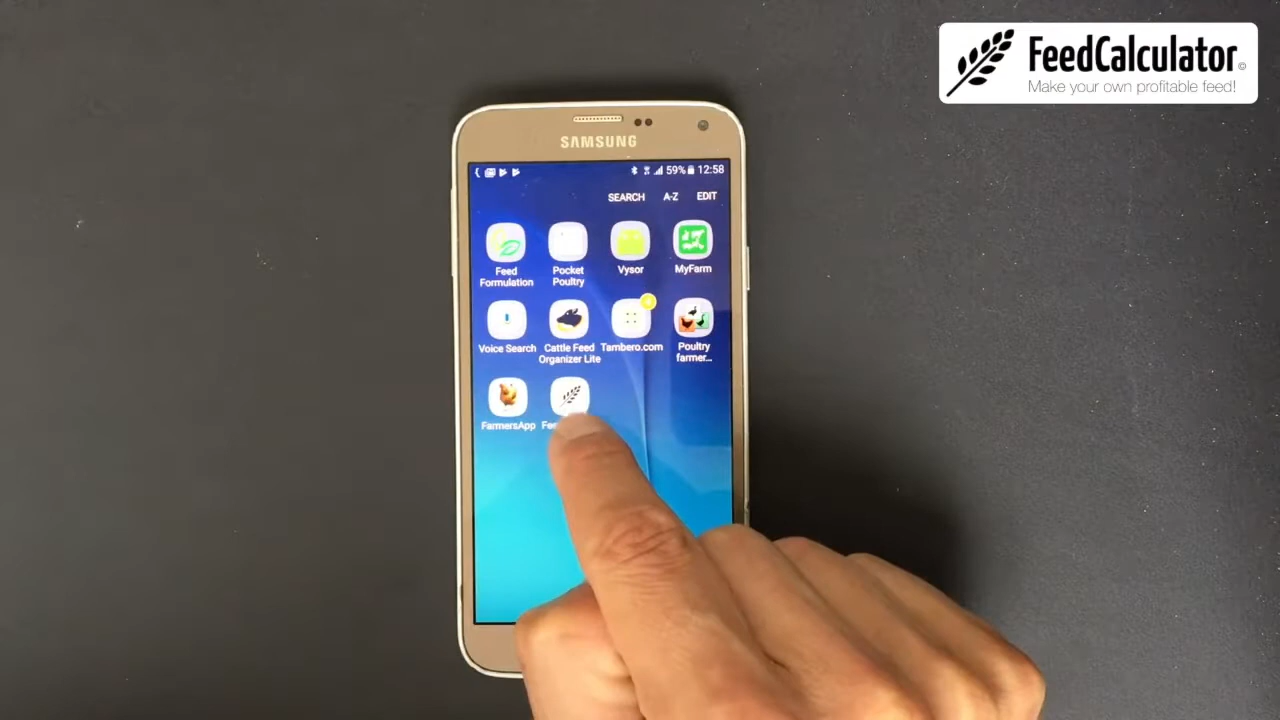 FeedCalculator©
Make your own profitable feed!
SAMSUNG
59% 12:58
SEARCH A-Z EDIT
Feed
Formulation
Pocket
Poultry
Vysor
MyFarm
Voice Search
Cattle Feed
Organizer Lite
Tambero.com
Poultry
farmer...
FarmersApp